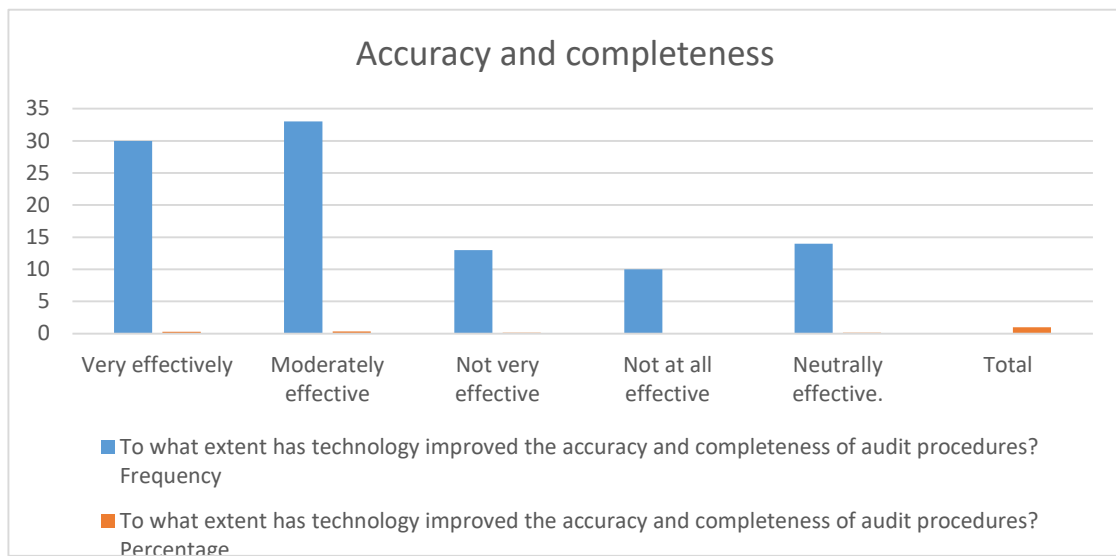 Accuracy and completeness
35
30
25
20
15
10
5
0
Very effectively
Moderately
effective
Not very
effective
Not at all
effective
Neutrally
effective.
Total
To what extent has technology improved the accuracy and completeness of audit procedures?
Frequency
To what extent has technology improved the accuracy and completeness of audit procedures?
Percentage